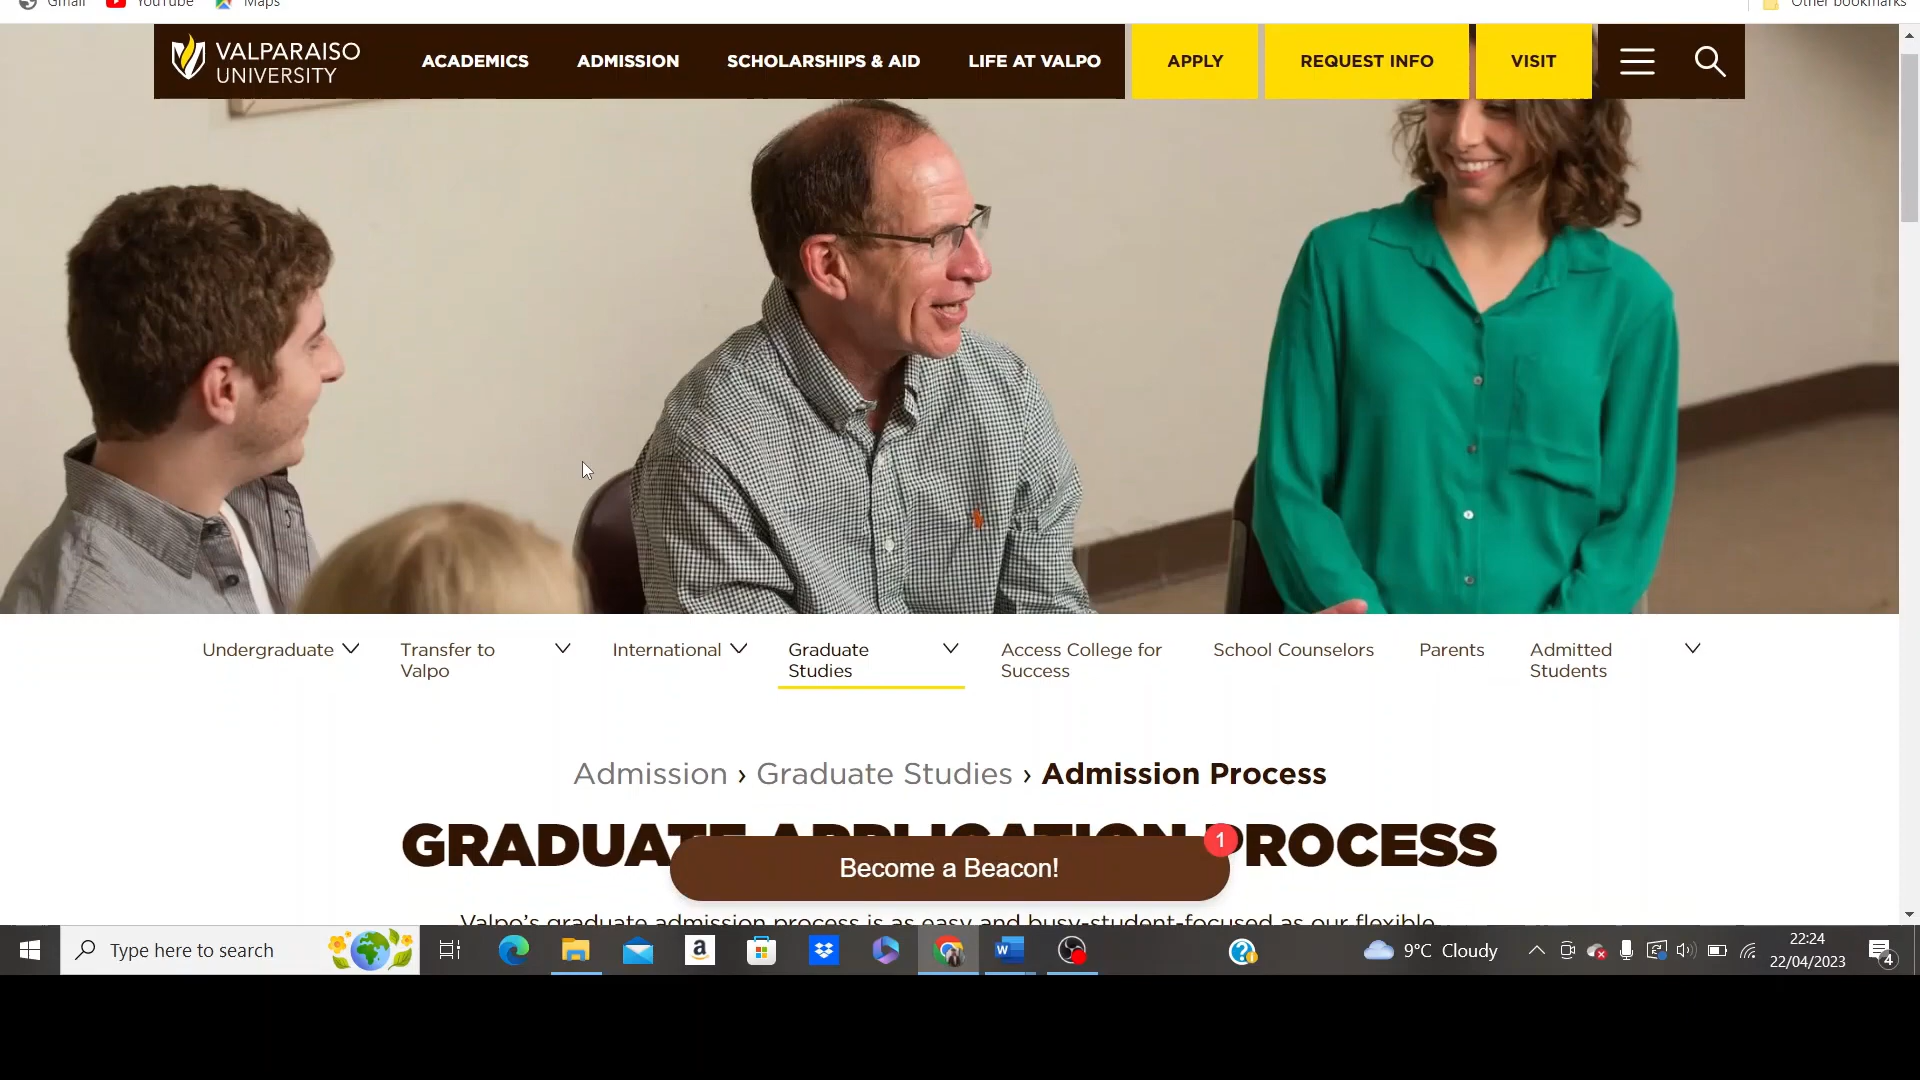 Gmail
YouTube
Maps
Other bookmarks
VALPARAISO
UNIVERSITY
ACADEMICS
ADMISSION
SCHOLARSHIPS & AID
LIFE AT VALPO
APPLY
REQUEST INFO
VISIT
Undergraduate
Transfer to
Valpo
International
Graduate
Studies
Access College for
Success
School Counselors
Parents
Admitted
Students
Admission › Graduate Studies › Admission Process
GRADUATE APPLICATION PROCESS
1
Become a Beacon!
Valpo's graduate admission process is as easy and busy-student-focused as our flexible
Type here to search
9°C Cloudy
22:24
22/04/2023
4